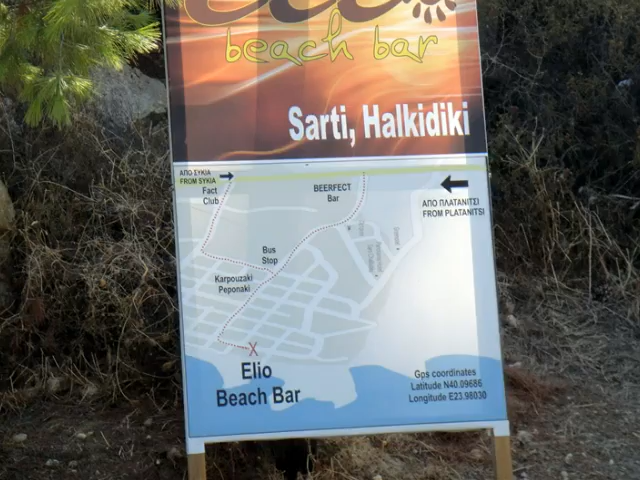 beach bar
Sarti, Halkidiki
ΑΠΟ ΣΥΚΙΑ
FROM SYKIA
Fact
Club
BEERFECT
Bar
ΑΠΟ ΠΛΑΤΑΝΙΤΣΙ
FROM PLATANITSI
Bus
Stop
Karpouzaki
Peponaki
X
Elio
Beach Bar
Gps coordinates
Latitude N40.09686
Longitude E23.98030